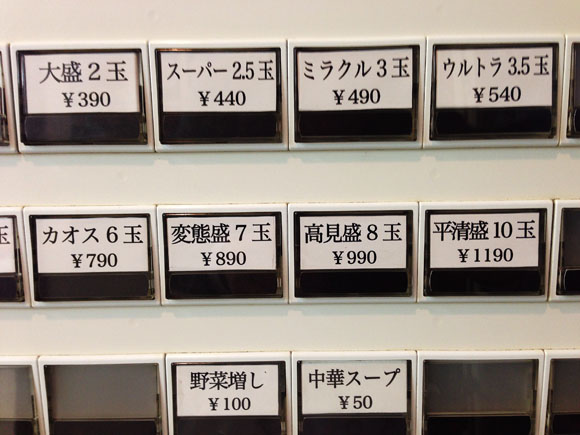 大盛2玉
¥390
スーパー2.5玉
¥440
ミラクル3玉
¥490
ウルトラ3.5玉
¥540
玉
カオス6玉
¥790
変態盛7玉
¥890
高見盛8玉
¥990
平清盛10玉
¥1190
野菜増し
¥100
中華スープ
¥50